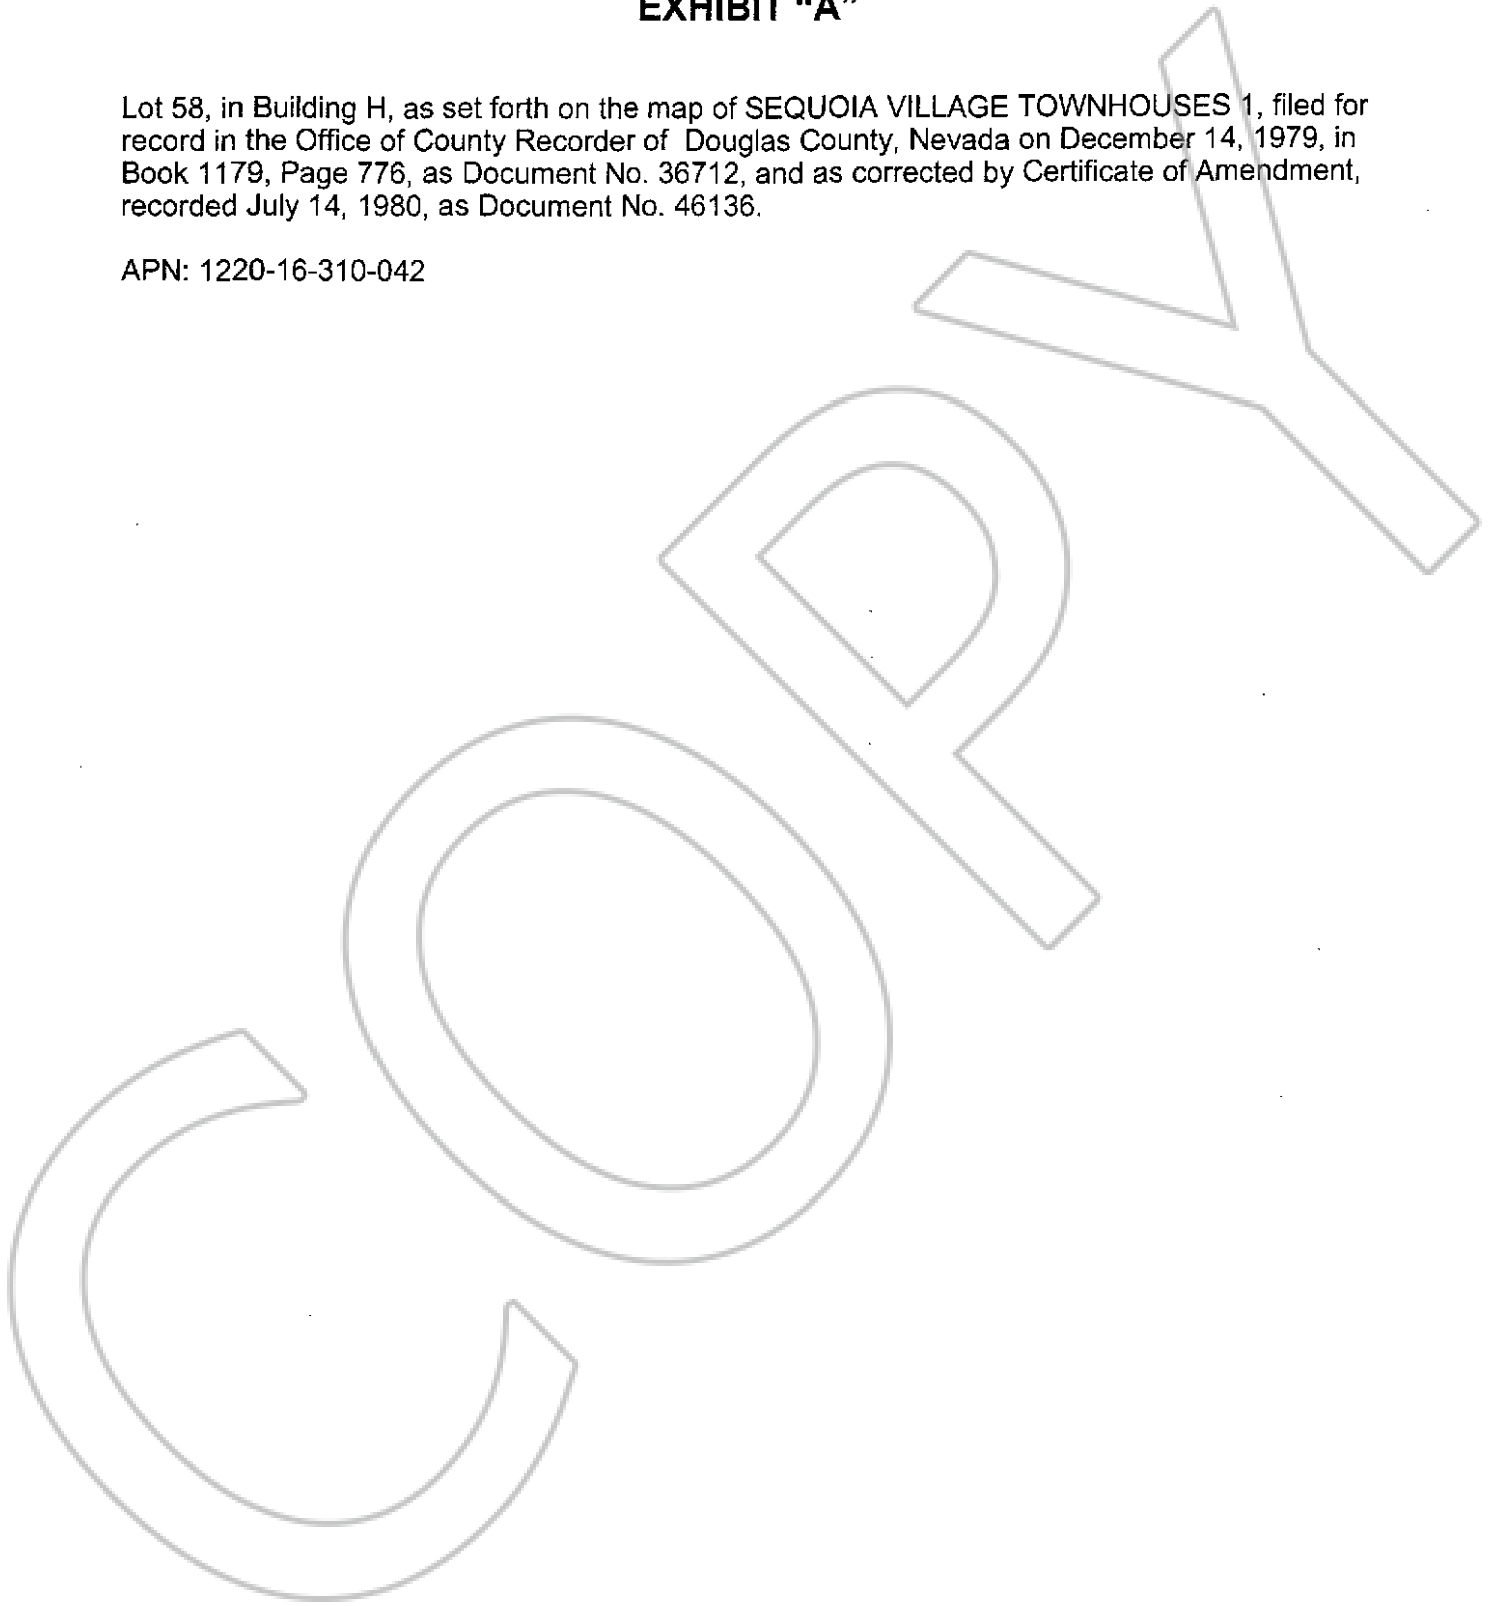 EXHIBIT "A"
Lot 58, in Building H, as set forth on the map of SEQUOIA VILLAGE TOWNHOUSES 1, filed for
record in the Office of County Recorder of Douglas County, Nevada on December 14, 1979, in
Book 1179, Page 776, as Document No. 36712, and as corrected by Certificate of Amendment,
recorded July 14, 1980, as Document No. 46136.
APN: 1220-16-310-042
COPY